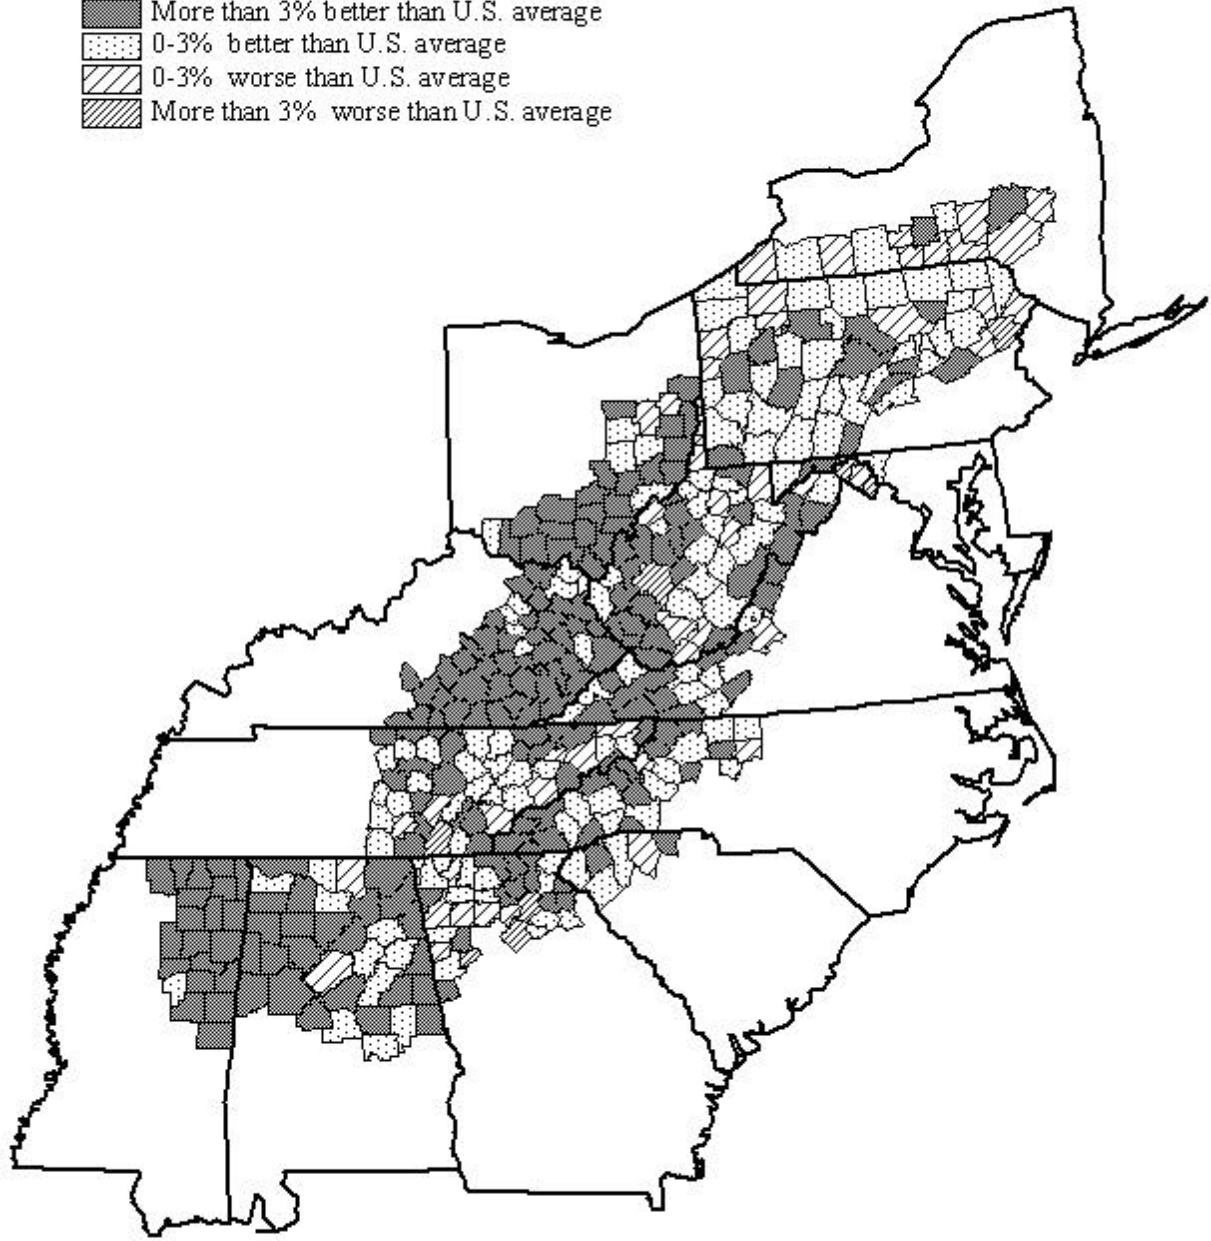 More than 3% better than U.S. average
0-3% better than U.S. average
0-3% worse than U.S. average
More than 3% worse than U.S. average